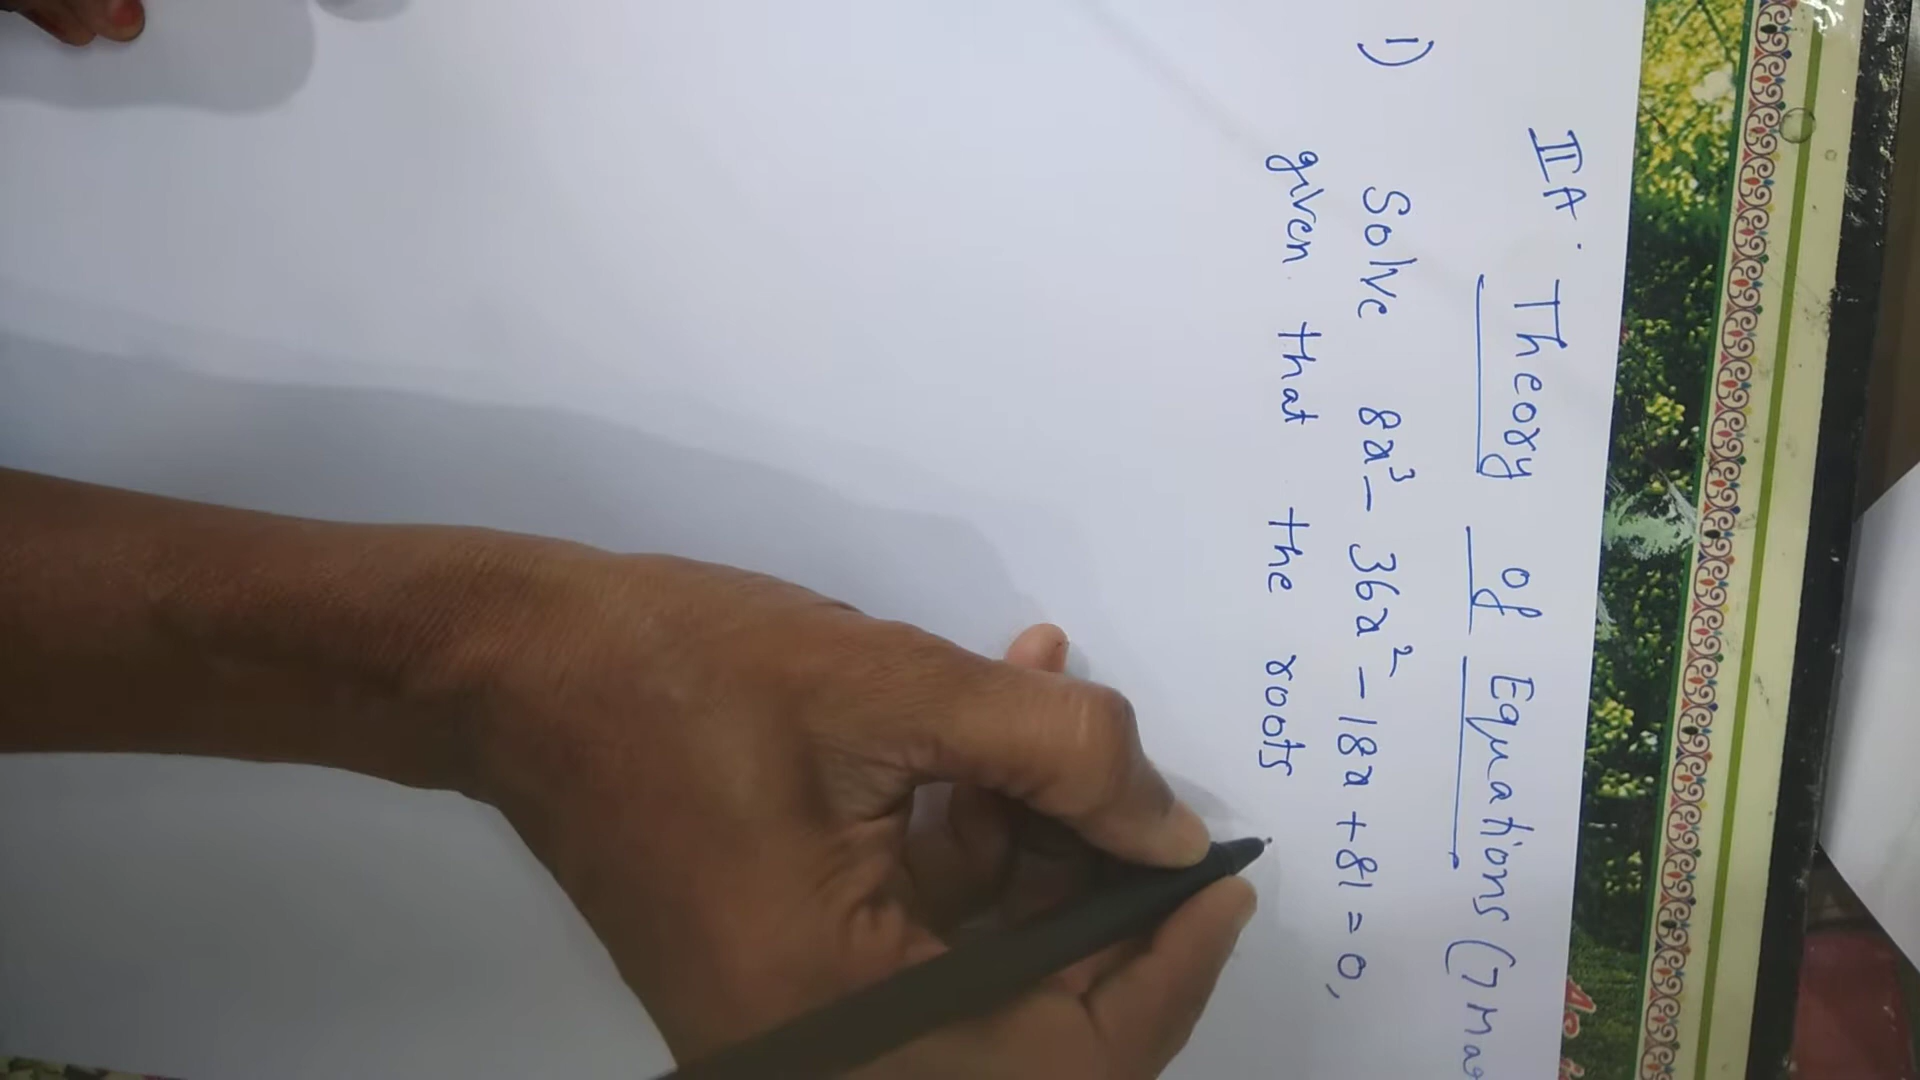 IIA. Theory of Equations (7 Ma
1) Solve 8x³ - 36x² - 18x + 81 = 0,
given that the roots